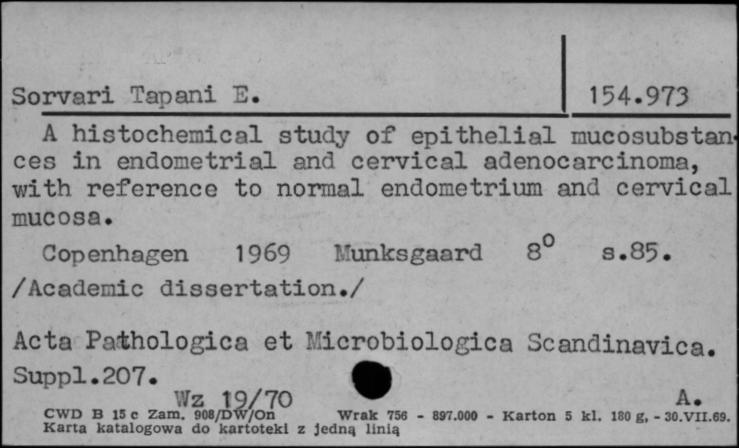 Sorvari Tapani E. 154.973
A histochemical study of epithelial mucosubstan-
ces in endometrial and cervical adenocarcinoma,
with reference to normal endometrium and cervical
mucosa.
Copenhagen 1969 Munksgaard 8° s.85.
/Academic dissertation./
Acta Pathologica et Microbiologica Scandinavica.
Suppl.207.
Wz 19/70 A.
CWD B 15 c Zam. 908/DW/On Wrak 756 - 897.000 - Karton 5 kl. 180 g, - 30.VII.69.
Karta katalogowa do kartoteki z jedną linią